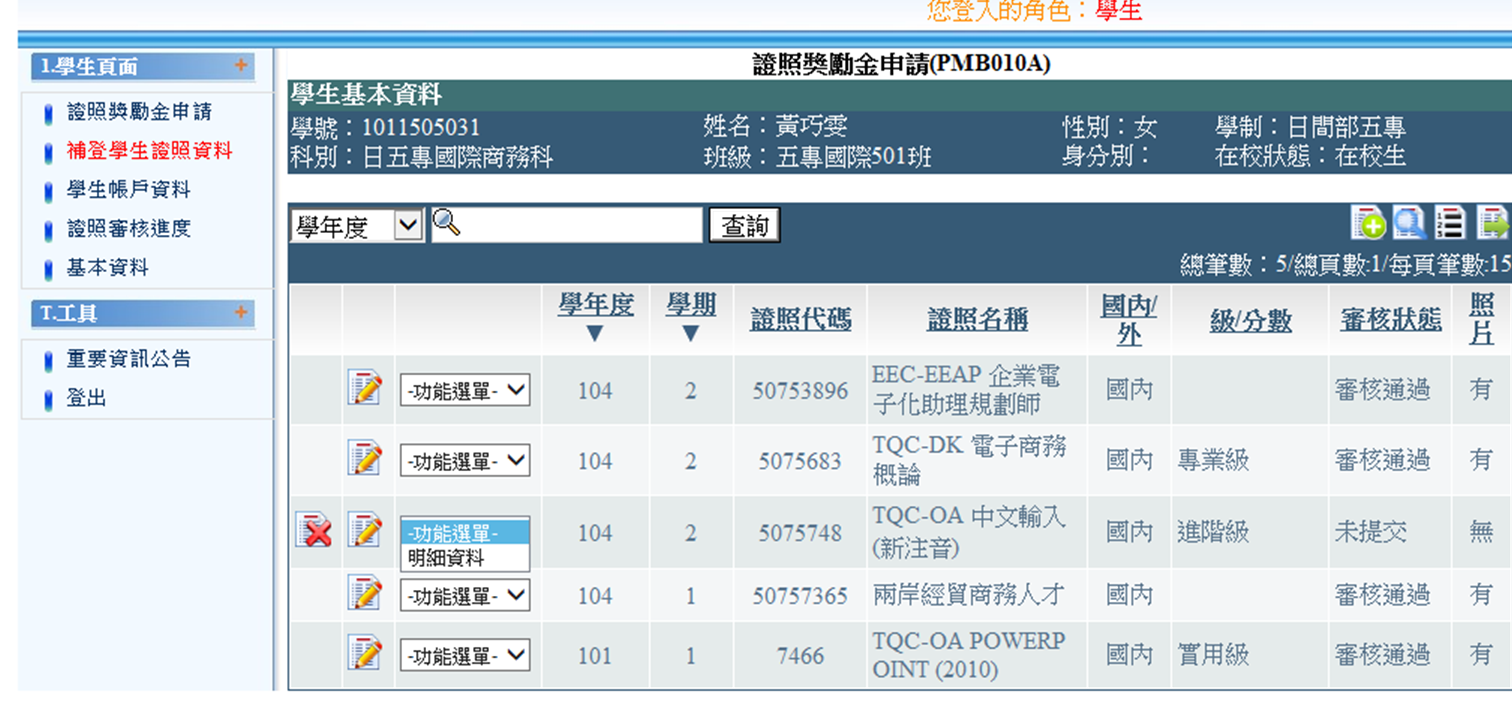 您登入的角色：學生
1.學生頁面
證照獎勵金申請
補登學生證照資料
學生帳戶資料
證照審核進度
基本資料
T.工具
重要資訊公告
登出
證照獎勵金申請(PMB010A)
學生基本資料
學號：1011505031 姓名：黃巧雯 性別：女 學制：日間部五專
科別：日五專國際商務科 班級：五專國際501班 身分別： 在校狀態：在校生
學年度 查詢
總筆數：5/總頁數:1/每頁筆數:15
學年度▼ 學期▼ 證照代碼 證照名稱 國內/外 級/分數 審核狀態 照片
-功能選單- 104 2 50753896 EEC-EEAP 企業電
子化助理規劃師 國內 審核通過 有
-功能選單- 104 2 5075683 TQC-DK 電子商務
概論 國內 專業級 審核通過 有
-功能選單- 104 2 5075748 TQC-OA 中文輸入
明細資料 (新注音) 國內 進階級 未提交 無
-功能選單- 104 1 50757365 兩岸經貿商務人才 國內 審核通過 有
-功能選單- 101 1 7466 TQC-OA POWERP
OINT (2010) 國內 實用級 審核通過 有